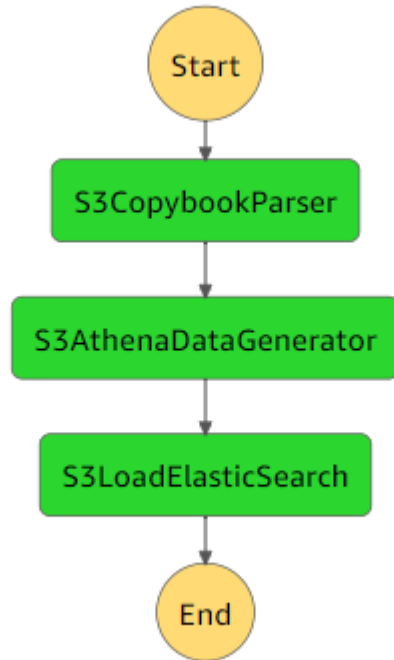 Start
S3CopybookParser
S3AthenaDataGenerator
S3LoadElasticSearch
End